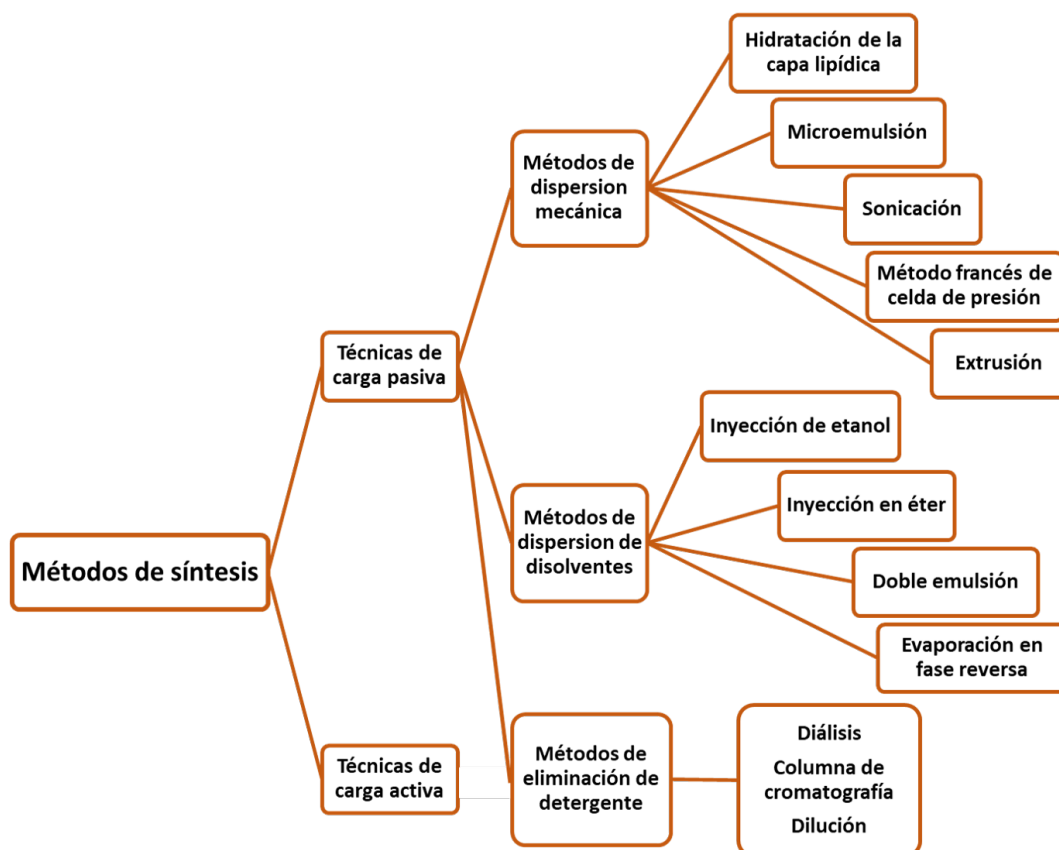 Métodos de síntesis
Técnicas de
carga pasiva
Técnicas de
carga activa
Métodos de
dispersion
mecánica
Hidratación de la
capa lipídica
Microemulsión
Sonicación
Método francés de
celda de presión
Extrusión
Métodos de
dispersion de
disolventes
Inyección de etanol
Inyección en éter
Doble emulsión
Evaporación en
fase reversa
Métodos de
eliminación de
detergente
Diálisis
Columna de
cromatografía
Dilución